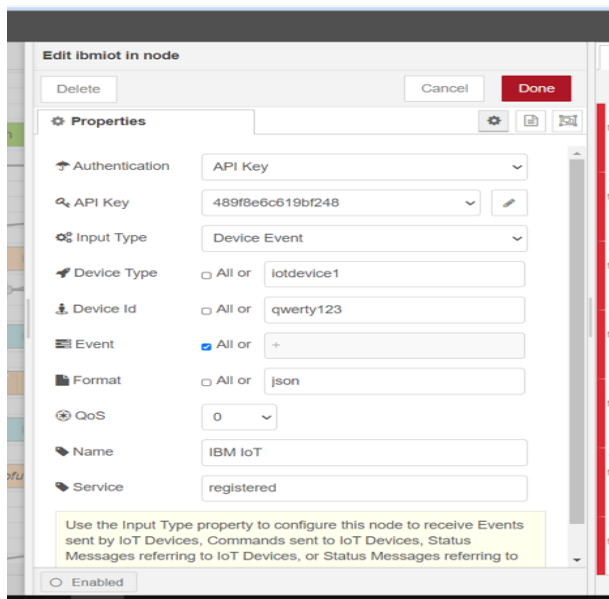 Edit ibmiot in node
Delete Cancel Done
Properties
Authentication API Key
API Key 489f8e6c619bf248
Input Type Device Event
Device Type All or iotdevice1
Device Id All or qwerty123
Event All or +
Format All or json
QoS 0
Name IBM IoT
Service registered
Use the Input Type property to configure this node to receive Events
sent by IoT Devices, Commands sent to IoT Devices, Status
Messages referring to IoT Devices, or Status Messages referring to
Enabled